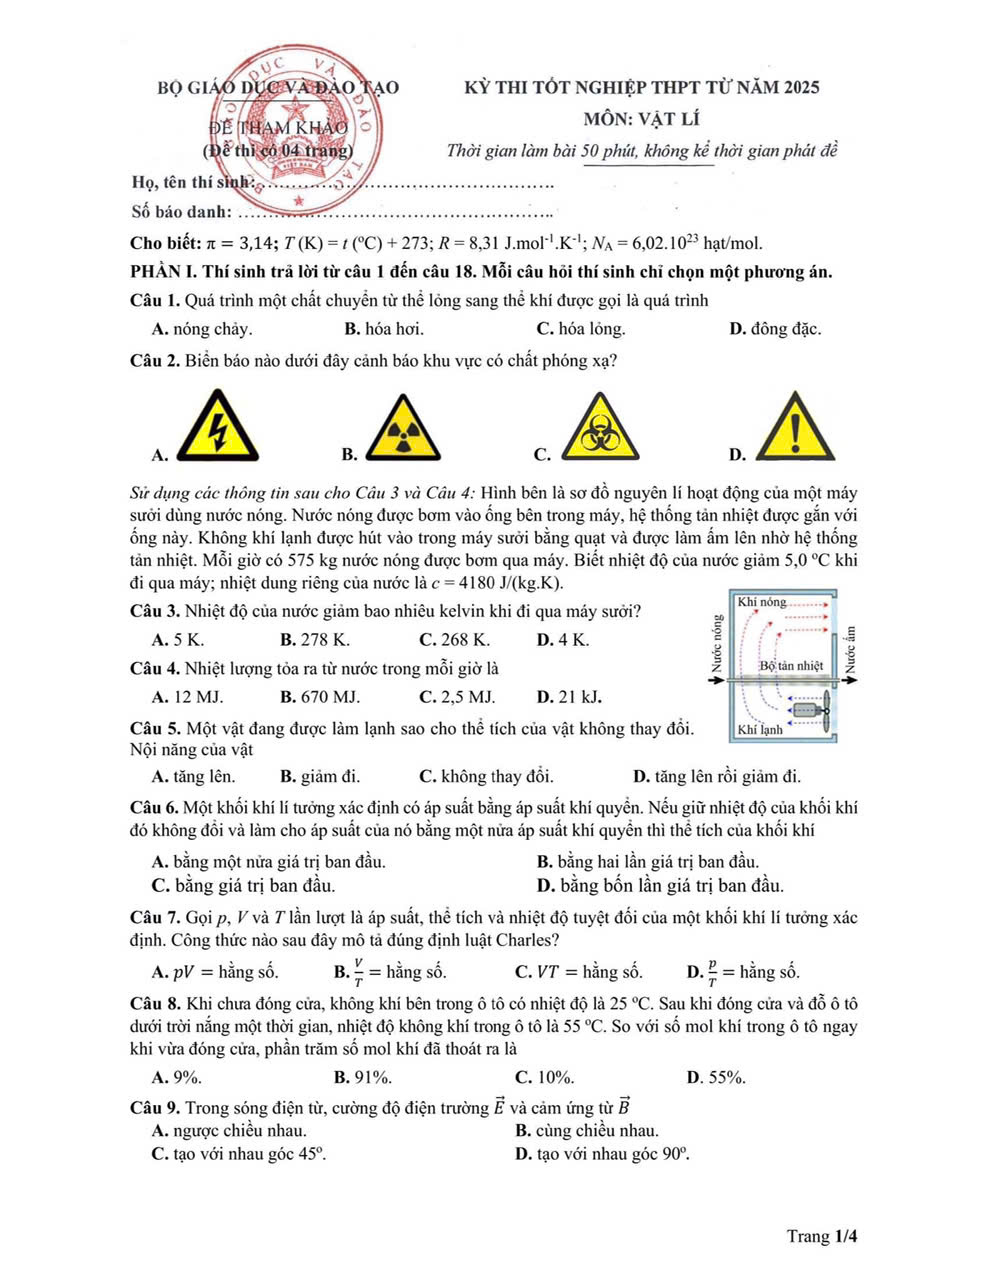 BỘ GIÁO DỤC VÀ ĐÀO TẠO
ĐỀ THAM KHẢO
(Đề thi có 04 trang)
KỲ THI TỐT NGHIỆP THPT TỪ NĂM 2025
MÔN: VẬT LÍ
Thời gian làm bài 50 phút, không kể thời gian phát đề
Họ, tên thí sinh: ......................................................
Số báo danh: ......................................................
Cho biết: π = 3,14; T (K) = t (⁰C) + 273; R = 8,31 J.mol⁻¹.K⁻¹; N_A = 6,02.10²³ hạt/mol.
PHẦN I. Thí sinh trả lời từ câu 1 đến câu 18. Mỗi câu hỏi thí sinh chỉ chọn một phương án.
Câu 1. Quá trình một chất chuyển từ thể lỏng sang thể khí được gọi là quá trình
A. nóng chảy. B. hóa hơi. C. hóa lỏng. D. đông đặc.
Câu 2. Biển báo nào dưới đây cảnh báo khu vực có chất phóng xạ?
A. B. C. D.
Sử dụng các thông tin sau cho Câu 3 và Câu 4: Hình bên là sơ đồ nguyên lí hoạt động của một máy
sưởi dùng nước nóng. Nước nóng được bơm vào ống bên trong máy, hệ thống tản nhiệt được gắn với
ống này. Không khí lạnh được hút vào trong máy sưởi bằng quạt và được làm ấm lên nhờ hệ thống
tản nhiệt. Mỗi giờ có 575 kg nước nóng được bơm qua máy. Biết nhiệt độ của nước giảm 5,0 ⁰C khi
đi qua máy; nhiệt dung riêng của nước là c = 4180 J/(kg.K).
Câu 3. Nhiệt độ của nước giảm bao nhiêu kelvin khi đi qua máy sưởi?
A. 5 K. B. 278 K. C. 268 K. D. 4 K.
Câu 4. Nhiệt lượng tỏa ra từ nước trong mỗi giờ là
A. 12 MJ. B. 670 MJ. C. 2,5 MJ. D. 21 kJ.
Khí nóng
Nước nóng
Bộ tản nhiệt
Nước ấm
Khí lạnh
Câu 5. Một vật đang được làm lạnh sao cho thể tích của vật không thay đổi.
Nội năng của vật
A. tăng lên. B. giảm đi. C. không thay đổi. D. tăng lên rồi giảm đi.
Câu 6. Một khối khí lí tưởng xác định có áp suất bằng áp suất khí quyển. Nếu giữ nhiệt độ của khối khí
đó không đổi và làm cho áp suất của nó bằng một nửa áp suất khí quyển thì thể tích của khối khí
A. bằng một nửa giá trị ban đầu. B. bằng hai lần giá trị ban đầu.
C. bằng giá trị ban đầu. D. bằng bốn lần giá trị ban đầu.
Câu 7. Gọi p, V và T lần lượt là áp suất, thể tích và nhiệt độ tuyệt đối của một khối khí lí tưởng xác
định. Công thức nào sau đây mô tả đúng định luật Charles?
A. pV = hằng số. B. V/T = hằng số. C. VT = hằng số. D. p/T = hằng số.
Câu 8. Khi chưa đóng cửa, không khí bên trong ô tô có nhiệt độ là 25 ⁰C. Sau khi đóng cửa và đỗ ô tô
dưới trời nắng một thời gian, nhiệt độ không khí trong ô tô là 55 ⁰C. So với số mol khí trong ô tô ngay
khi vừa đóng cửa, phần trăm số mol khí đã thoát ra là
A. 9%. B. 91%. C. 10%. D. 55%.
Câu 9. Trong sóng điện từ, cường độ điện trường E⃗ và cảm ứng từ B⃗
A. ngược chiều nhau. B. cùng chiều nhau.
C. tạo với nhau góc 45⁰. D. tạo với nhau góc 90⁰.
Trang 1/4